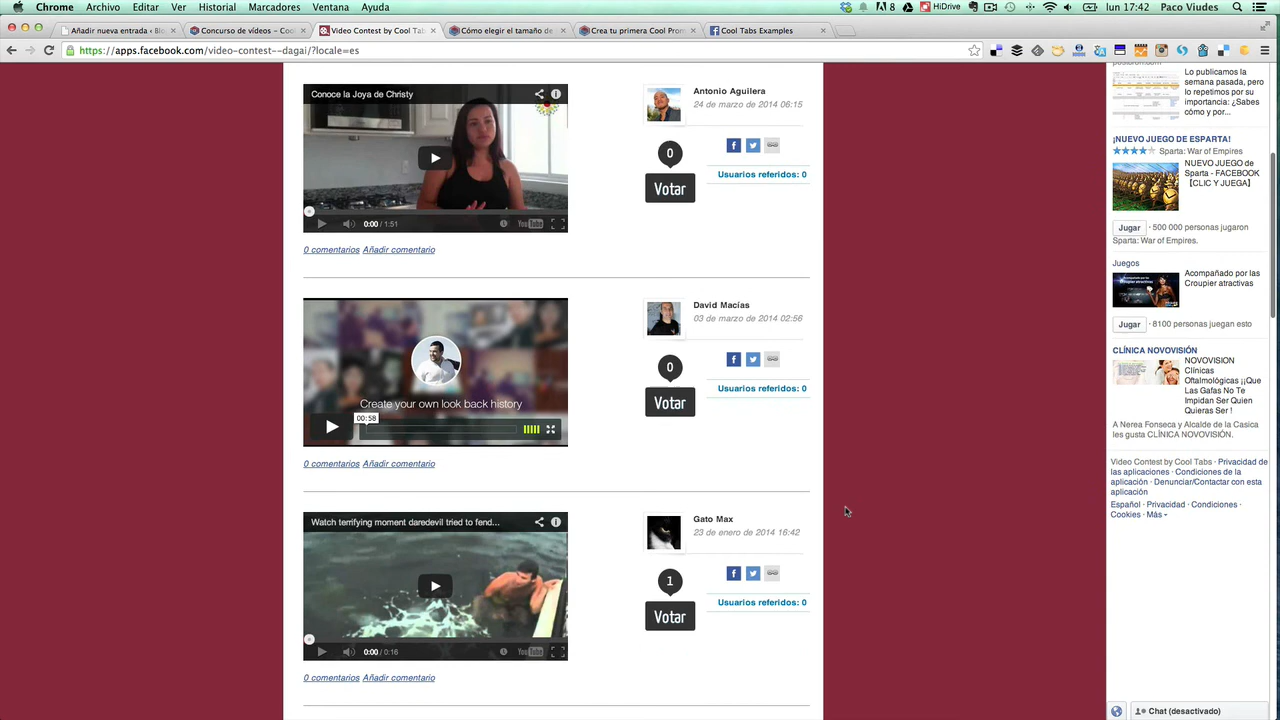 Chrome Archivo Editar Ver Historial Marcadores Ventana Ayuda
8 HiDrive lun 17:42 Paco Viudes
Añadir nueva entrada ‹ Blo
Concurso de vídeos – Cool
Video Contest by Cool Tab
Cómo elegir el tamaño de
Crea tu primera Cool Prom
Cool Tabs Examples
https://apps.facebook.com/video-contest--dagai/?locale=es
Conoce la Joya de Christy
0:00 / 1:51
YouTube
Antonio Aguilera
24 de marzo de 2014 06:15
0
Votar
Usuarios referidos: 0
0 comentarios Añadir comentario
Create your own look back history
00:58
David Macías
03 de marzo de 2014 02:56
0
Votar
Usuarios referidos: 0
0 comentarios Añadir comentario
Watch terrifying moment daredevil tried to fend...
0:00 / 0:16
YouTube
Gato Max
23 de enero de 2014 16:42
1
Votar
Usuarios referidos: 0
0 comentarios Añadir comentario
Lo publicamos la
semana pasada, pero
lo repetimos por su
importancia: ¿Sabes
cómo y por...
¡NUEVO JUEGO DE ESPARTA!
Sparta: War of Empires
NUEVO JUEGO de
Sparta - FACEBOOK
【CLIC Y JUEGA】
Jugar · 500 000 personas jugaron
Sparta: War of Empires.
Juegos
Acompañado por las
Croupier atractivas
Jugar · 8100 personas juegan esto
CLÍNICA NOVOVISIÓN
NOVOVISION
Clínicas
Oftalmológicas ¡¡Que
Las Gafas No Te
Impidan Ser Quien
Quieras Ser !
A Nerea Fonseca y Alcalde de la Casica
les gusta CLÍNICA NOVOVISIÓN.
Video Contest by Cool Tabs · Privacidad de
las aplicaciones · Condiciones de la
aplicación · Denunciar/Contactar con esta
aplicación
Español · Privacidad · Condiciones ·
Cookies · Más
Chat (desactivado)